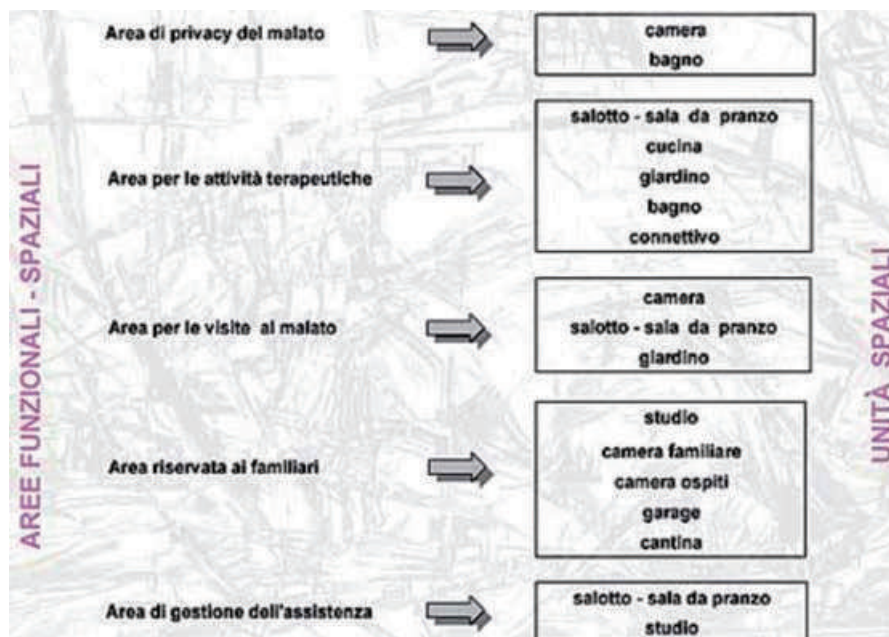 AREE FUNZIONALI - SPAZIALI
Area di privacy del malato
camera
bagno
Area per le attività terapeutiche
salotto - sala da pranzo
cucina
giardino
bagno
connettivo
Area per le visite al malato
camera
salotto - sala da pranzo
giardino
Area riservata ai familiari
studio
camera familiare
camera ospiti
garage
cantina
Area di gestione dell'assistenza
salotto - sala da pranzo
studio
UNITÀ SPAZIALI